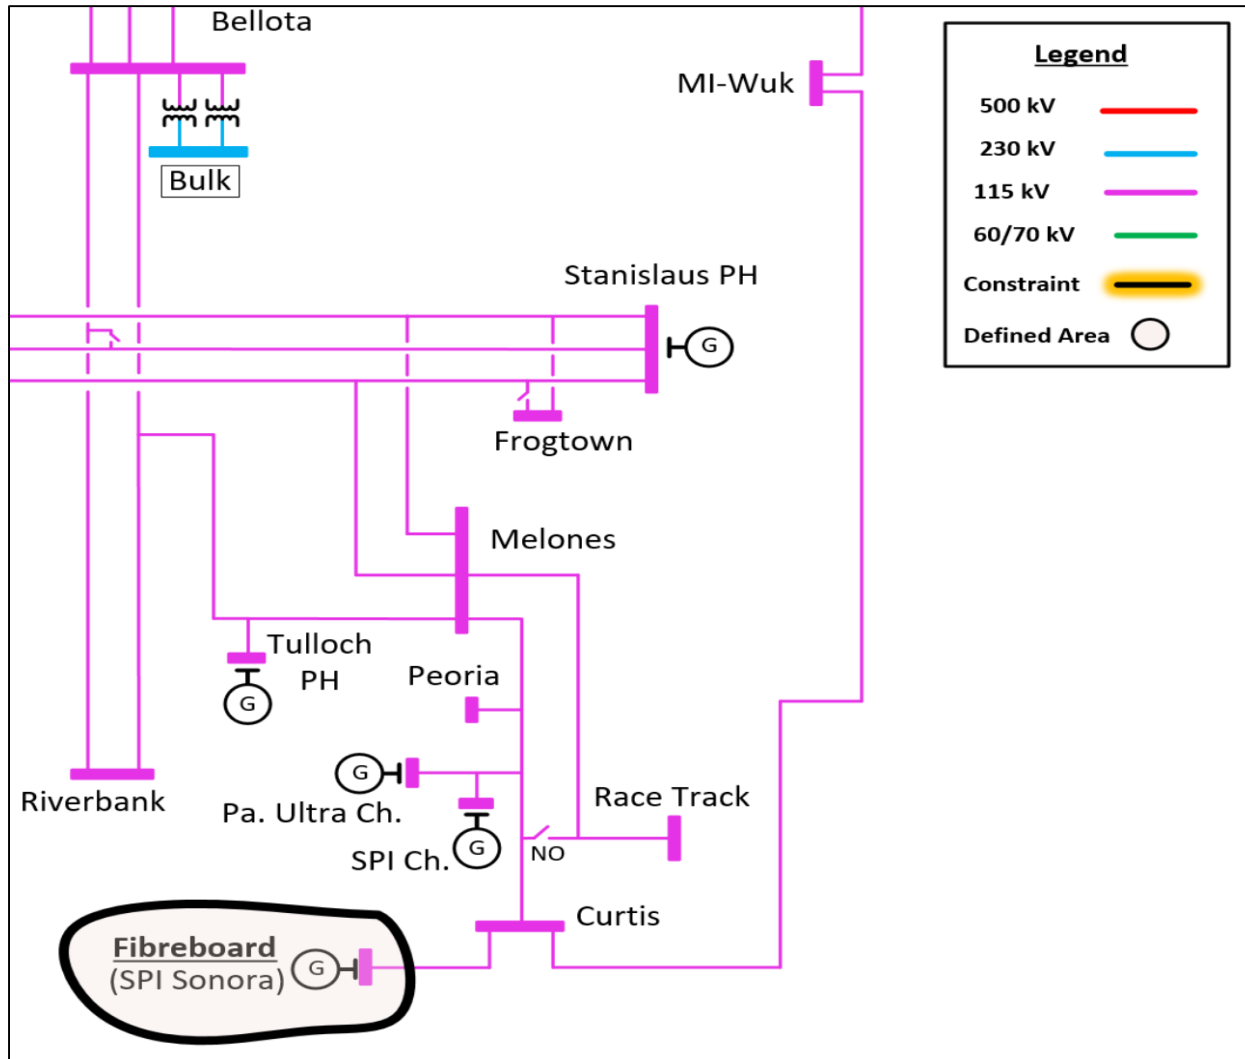 Bellota
MI-Wuk
Legend
500 kV
230 kV
115 kV
60/70 kV
Constraint
Defined Area
Bulk
Stanislaus PH
G
Frogtown
Melones
Tulloch
PH
G
Peoria
Riverbank
G
Pa. Ultra Ch.
SPI Ch.
G
Race Track
NO
Curtis
Fibreboard
(SPI Sonora)
G